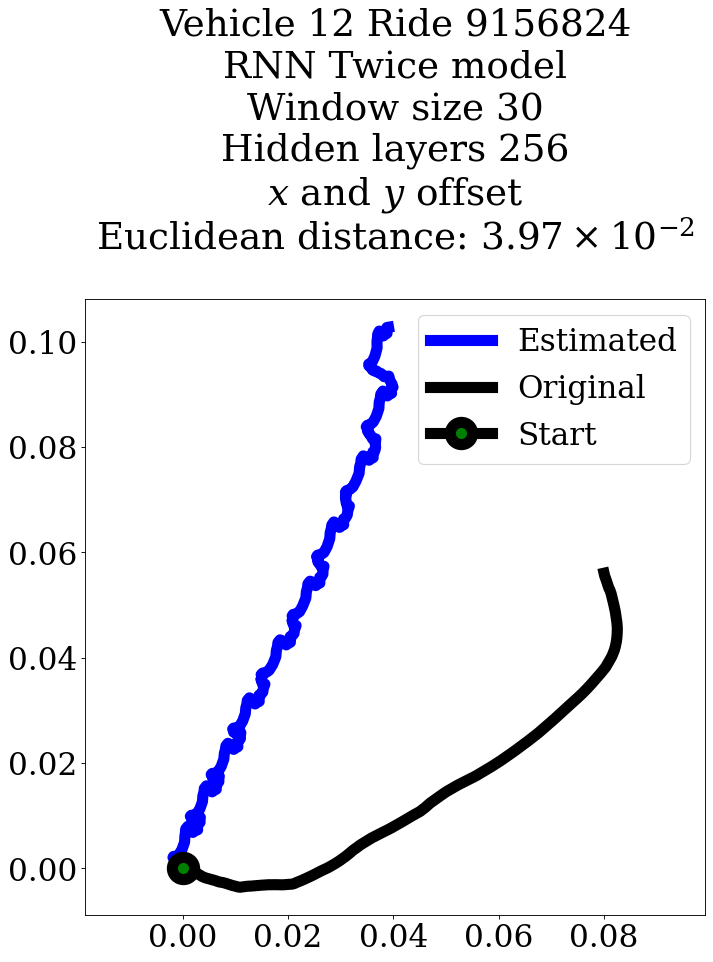 Vehicle 12 Ride 9156824
RNN Twice model
Window size 30
Hidden layers 256
x and y offset
Euclidean distance: 3.97 × 10⁻²
Estimated
Original
Start
0.10
0.08
0.06
0.04
0.02
0.00
0.00 0.02 0.04 0.06 0.08